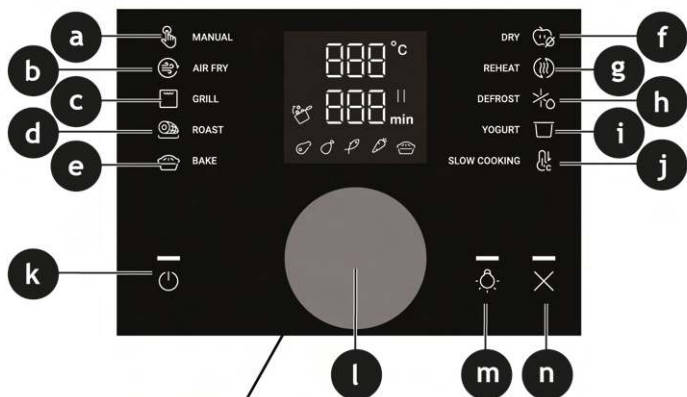 a MANUAL
b AIR FRY
c GRILL
d ROAST
e BAKE
888 °C
888 min
DRY f
REHEAT g
DEFROST h
YOGURT i
SLOW COOKING j
k
l
m
n